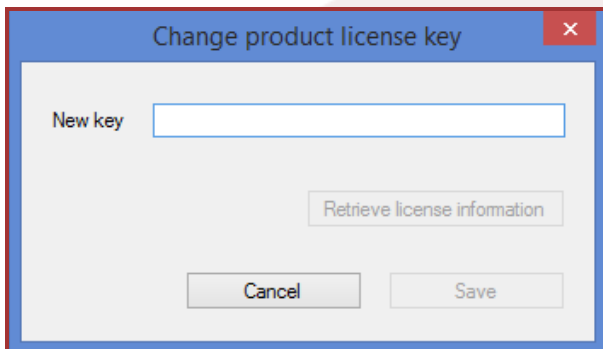 Change product license key
New key
Retrieve license information
Cancel
Save